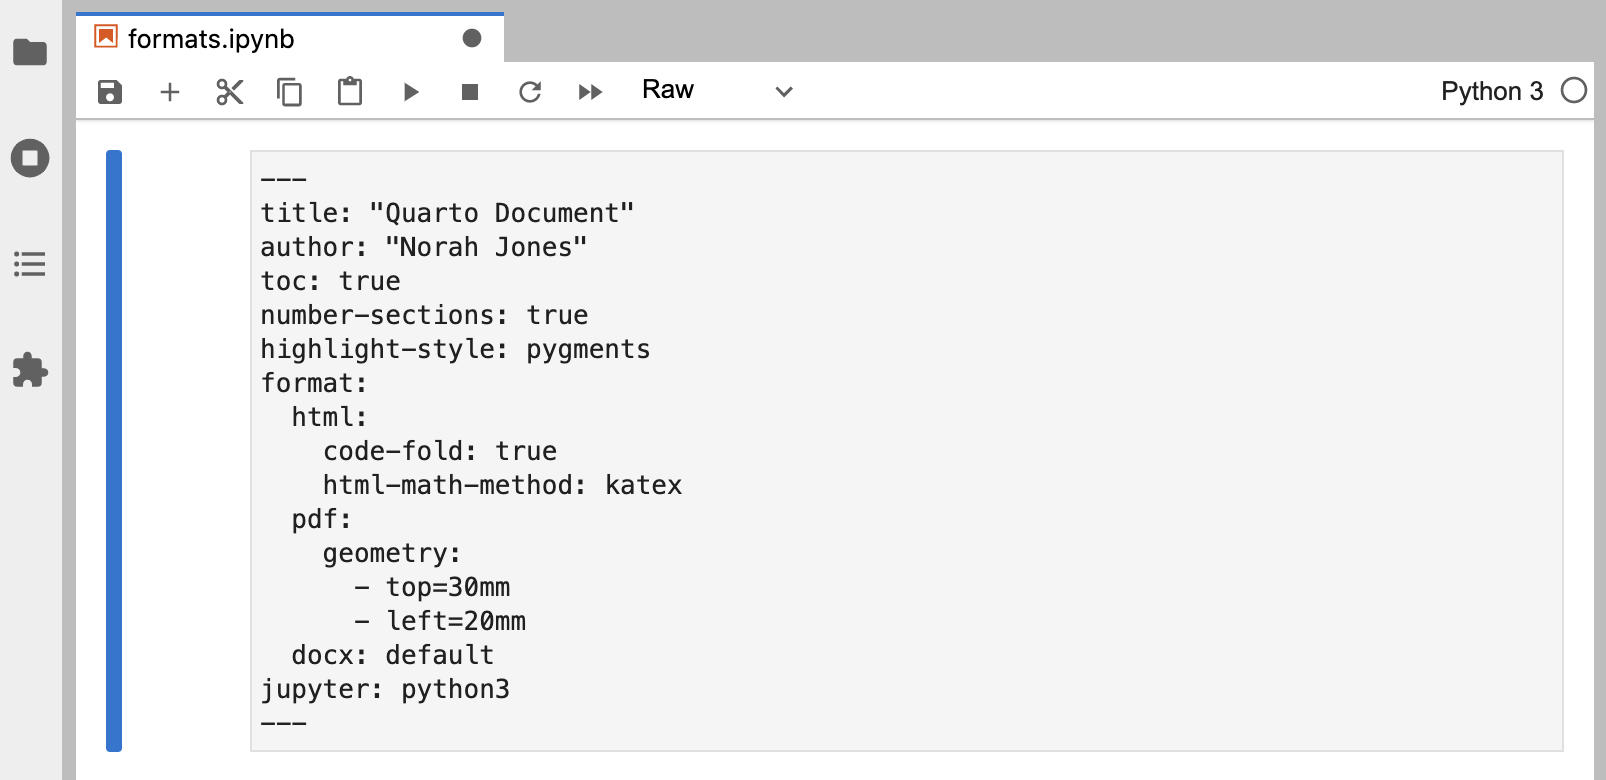 formats.ipynb
Raw
Python 3
---
title: "Quarto Document"
author: "Norah Jones"
toc: true
number-sections: true
highlight-style: pygments
format:
  html:
    code-fold: true
    html-math-method: katex
  pdf:
    geometry:
      - top=30mm
      - left=20mm
  docx: default
jupyter: python3
---